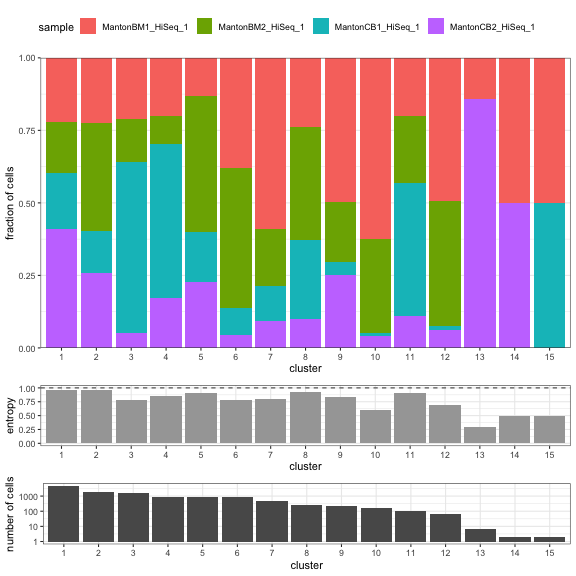 sample MantonBM1_HiSeq_1 MantonBM2_HiSeq_1 MantonCB1_HiSeq_1 MantonCB2_HiSeq_1
fraction of cells
1.00
0.75
0.50
0.25
0.00
1 2 3 4 5 6 7 8 9 10 11 12 13 14 15
cluster
entropy
1.00
0.75
0.50
0.25
0.00
1 2 3 4 5 6 7 8 9 10 11 12 13 14 15
cluster
number of cells
1000
100
10
1
1 2 3 4 5 6 7 8 9 10 11 12 13 14 15
cluster